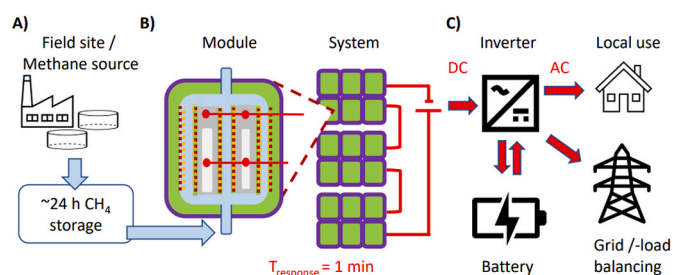 A)
Field site /
Methane source
~24 h CH₄
storage
B)
Module
System
Tresponse = 1 min
C)
Inverter
Local use
DC
AC
Battery
Grid /-load
balancing